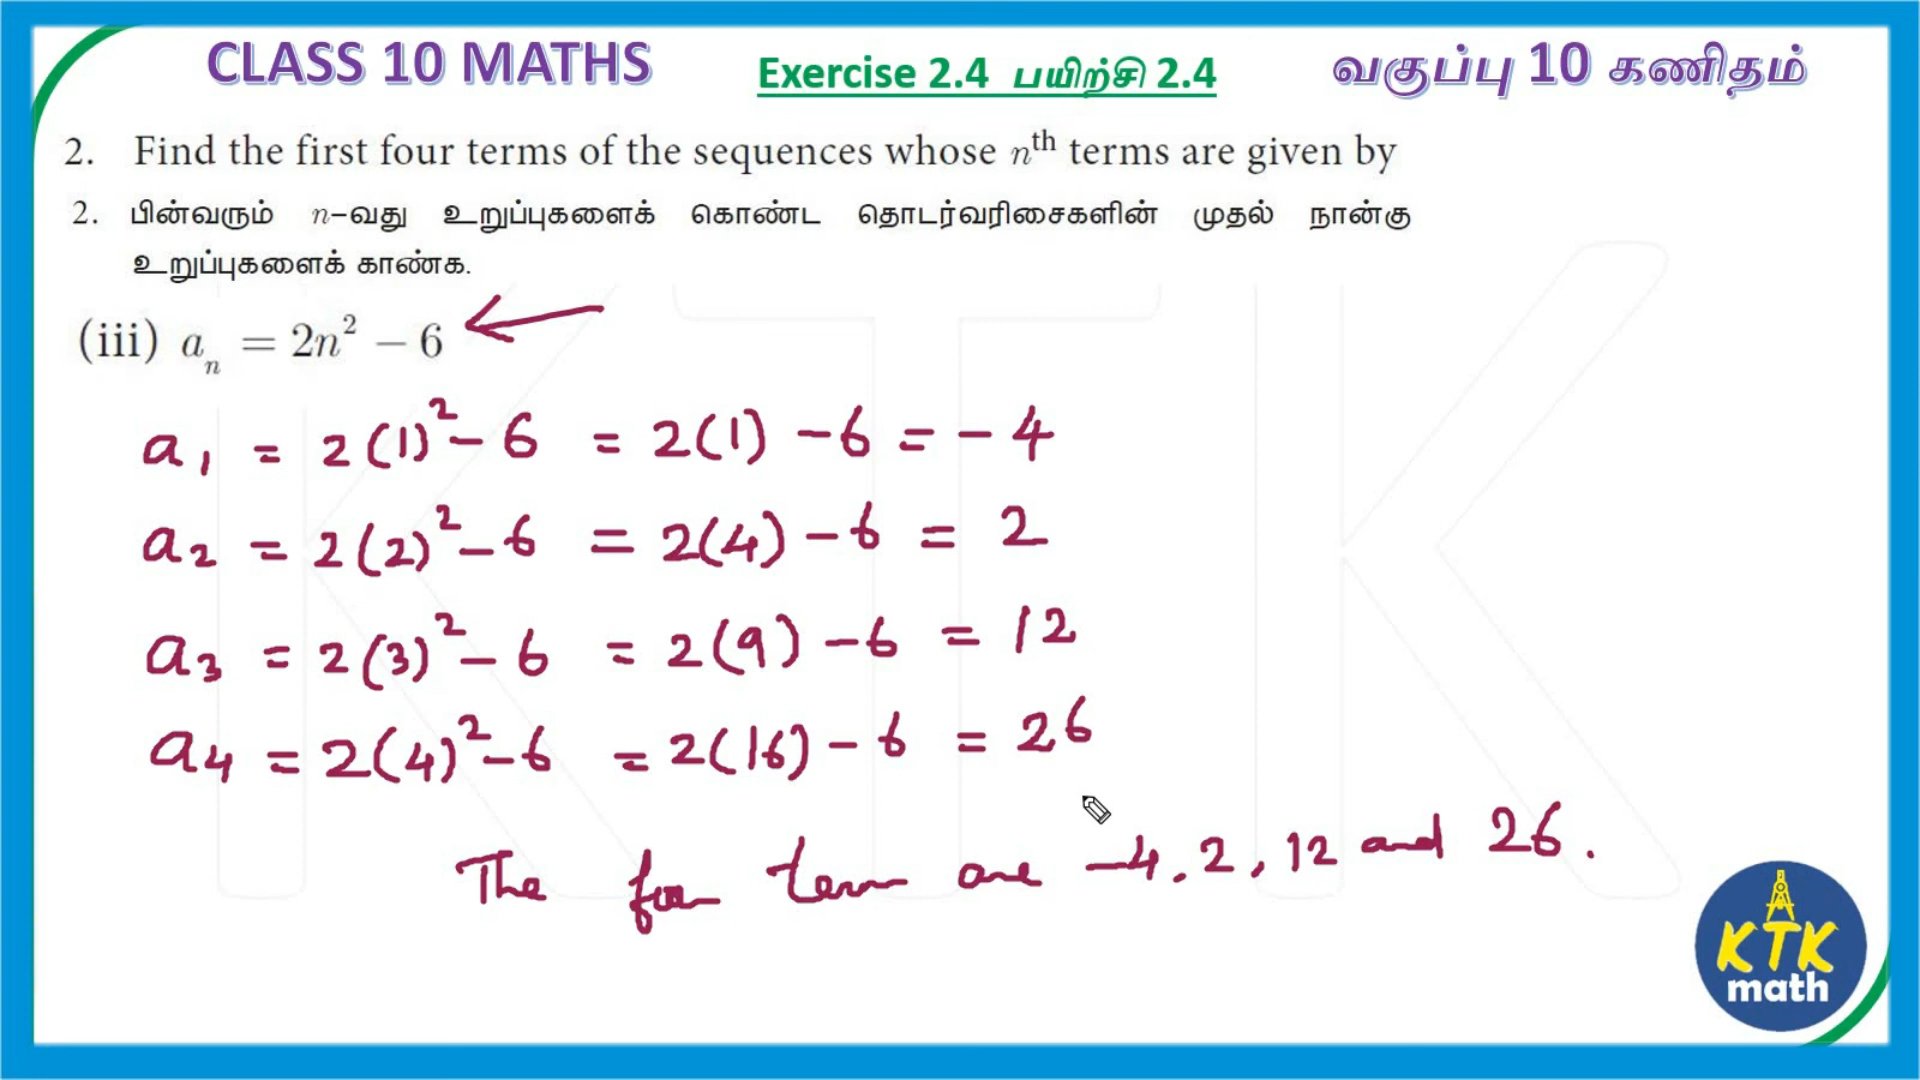 CLASS 10 MATHS Exercise 2.4 பயிற்சி 2.4 வகுப்பு 10 கணிதம்
2. Find the first four terms of the sequences whose nᵗʰ terms are given by
2. பின்வரும் n–வது உறுப்புகளைக் கொண்ட தொடர்வரிசைகளின் முதல் நான்கு
உறுப்புகளைக் காண்க.
(iii) aₙ = 2n² − 6
a₁ = 2(1)² − 6 = 2(1) − 6 = − 4
a₂ = 2(2)² − 6 = 2(4) − 6 = 2
a₃ = 2(3)² − 6 = 2(9) − 6 = 12
a₄ = 2(4)² − 6 = 2(16) − 6 = 26
The four term are −4, 2, 12 and 26.
KTK
math